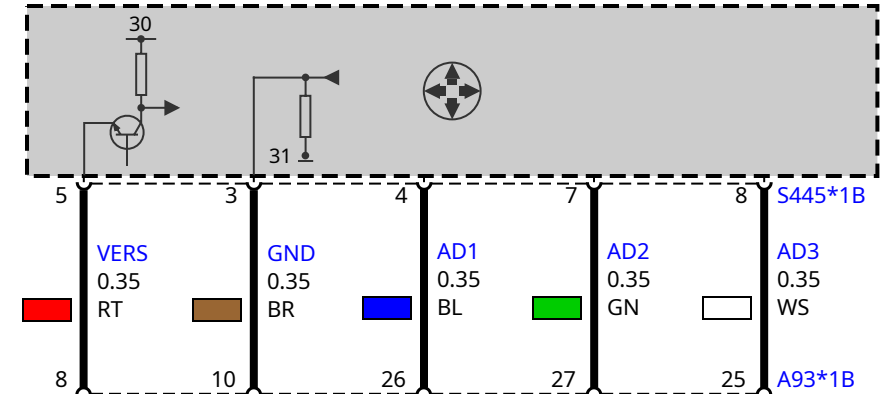 30
31
5 3 4 7 8 S445*1B
VERS GND AD1 AD2 AD3
0.35 0.35 0.35 0.35 0.35
RT BR BL GN WS
8 10 26 27 25 A93*1B